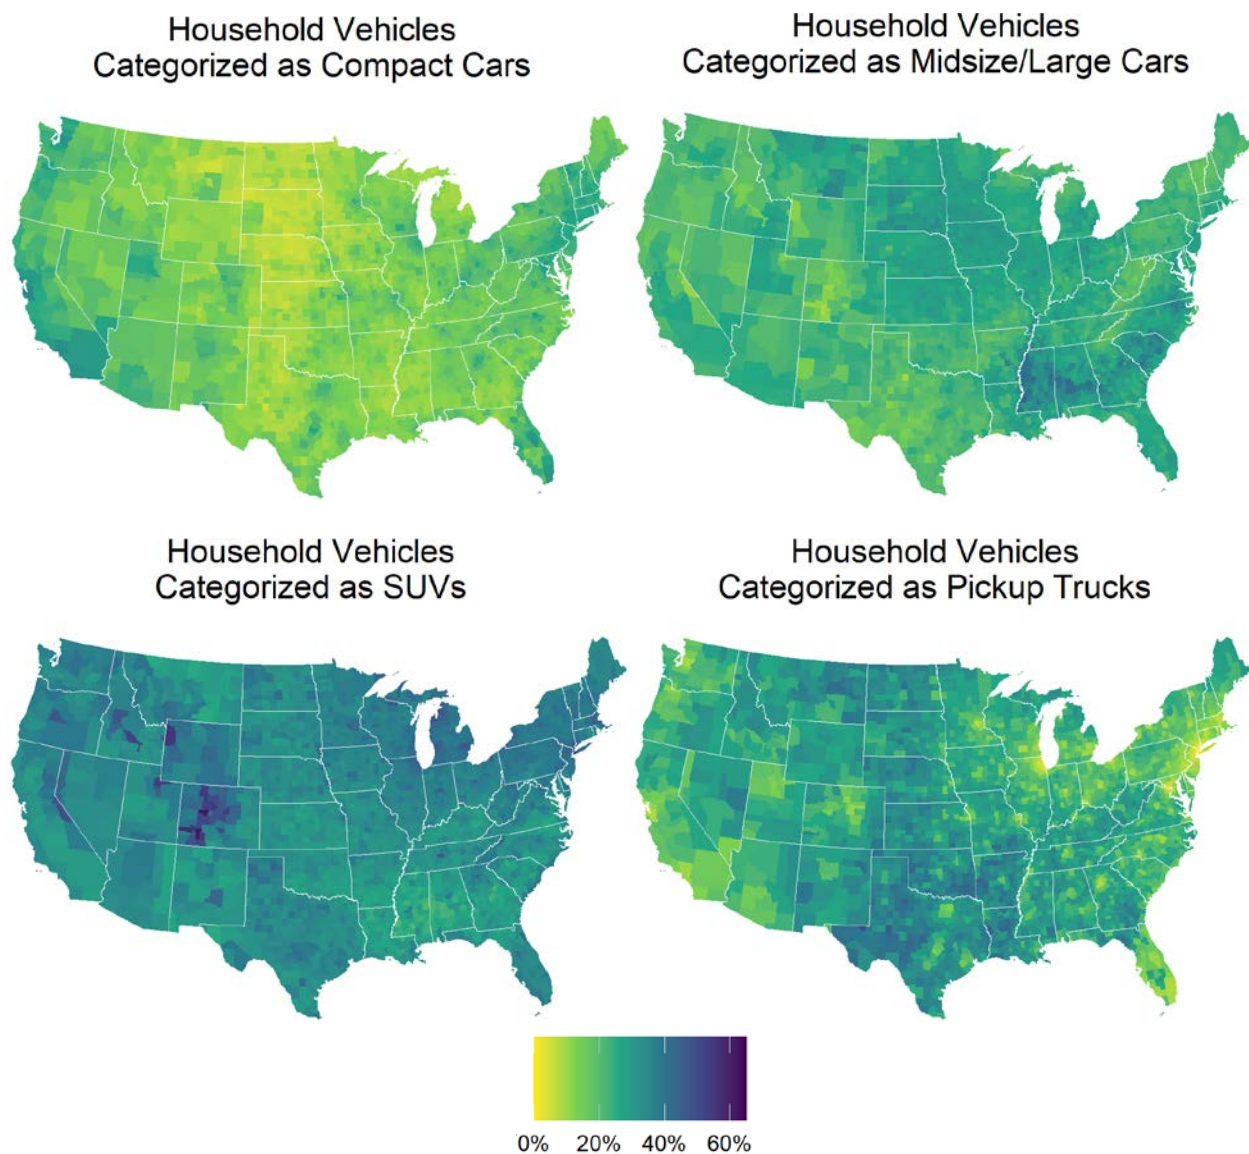 Household Vehicles
Categorized as Compact Cars
Household Vehicles
Categorized as Midsize/Large Cars
Household Vehicles
Categorized as SUVs
Household Vehicles
Categorized as Pickup Trucks
0% 20% 40% 60%